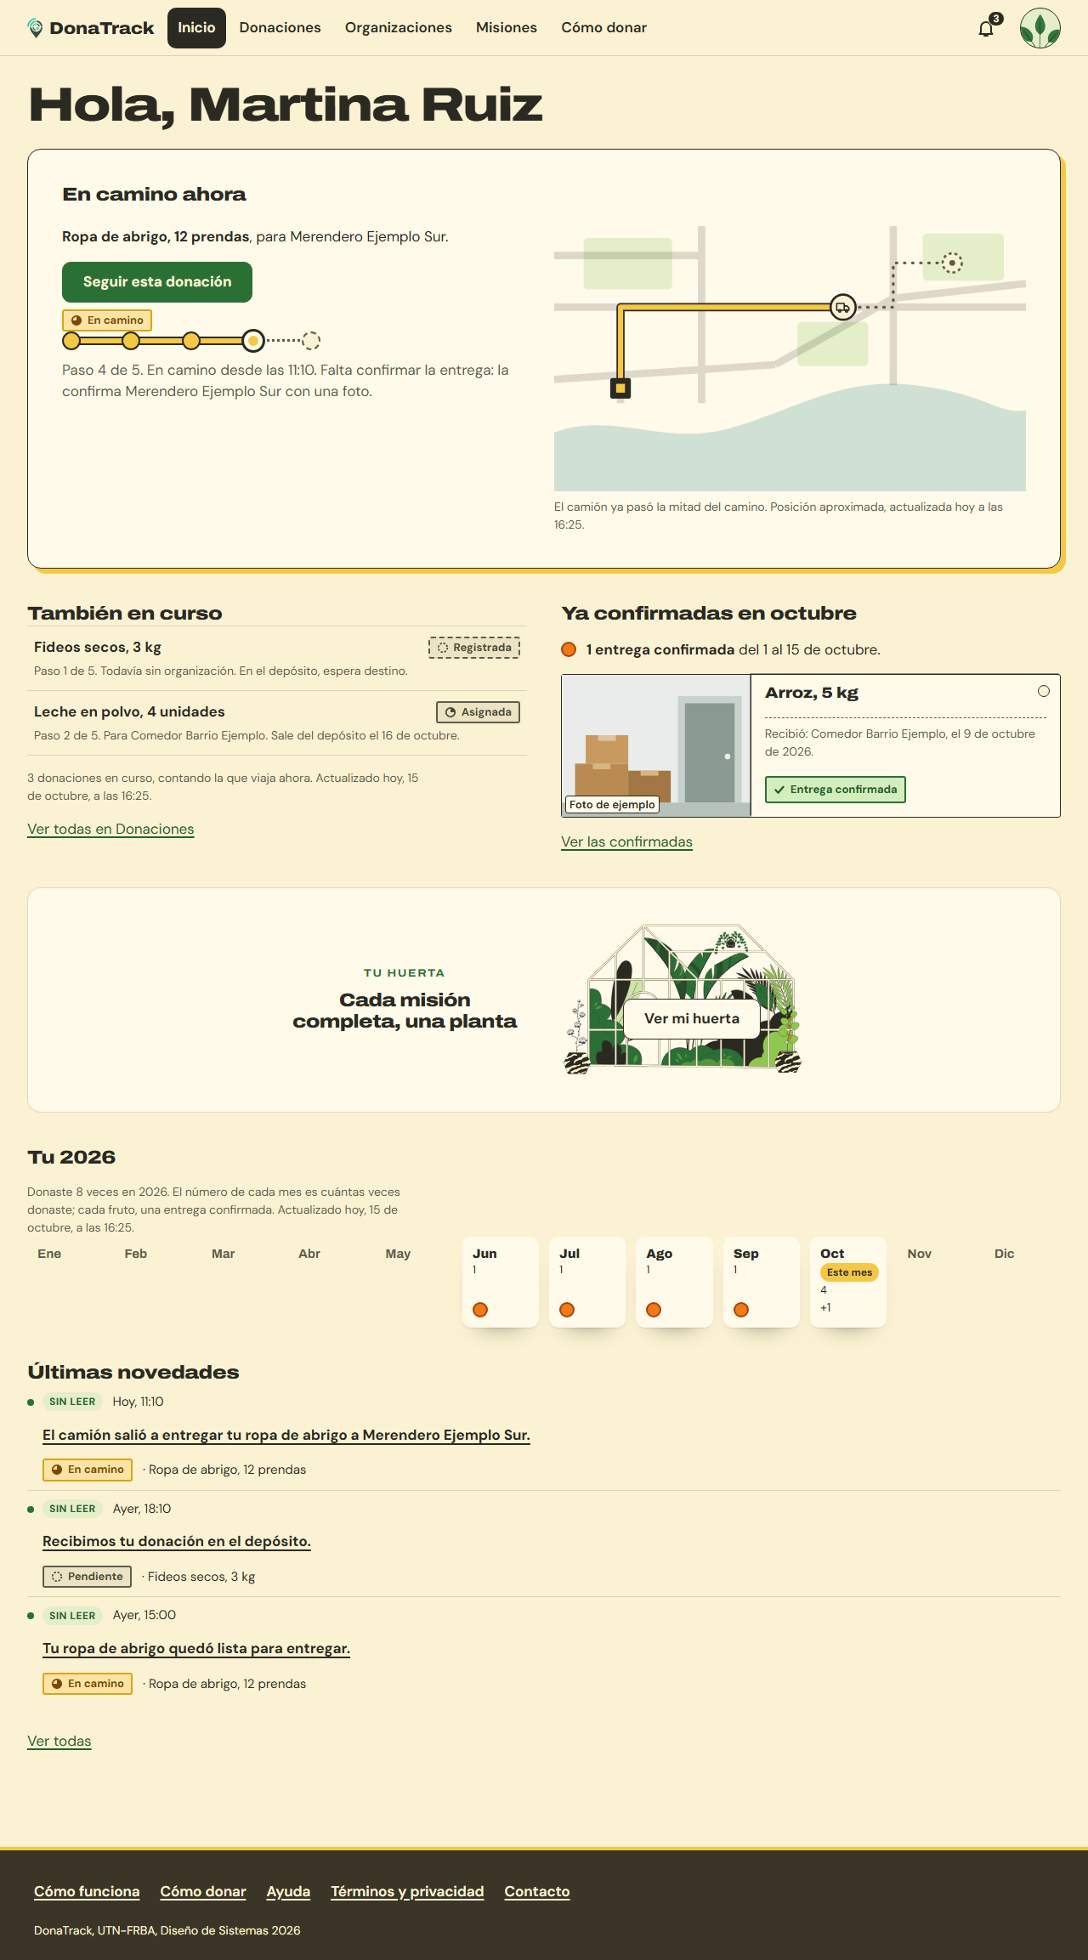 DonaTrack
Inicio
Donaciones
Organizaciones
Misiones
Cómo donar
3
Hola, Martina Ruiz
En camino ahora
Ropa de abrigo, 12 prendas, para Merendero Ejemplo Sur.
Seguir esta donación
En camino
Paso 4 de 5. En camino desde las 11:10. Falta confirmar la entrega: la
confirma Merendero Ejemplo Sur con una foto.
El camión ya pasó la mitad del camino. Posición aproximada, actualizada hoy a las
16:25.
También en curso
Fideos secos, 3 kg
Registrada
Paso 1 de 5. Todavía sin organización. En el depósito, espera destino.
Leche en polvo, 4 unidades
Asignada
Paso 2 de 5. Para Comedor Barrio Ejemplo. Sale del depósito el 16 de octubre.
3 donaciones en curso, contando la que viaja ahora. Actualizado hoy, 15
de octubre, a las 16:25.
Ver todas en Donaciones
Ya confirmadas en octubre
1 entrega confirmada del 1 al 15 de octubre.
Foto de ejemplo
Arroz, 5 kg
Recibió: Comedor Barrio Ejemplo, el 9 de octubre
de 2026.
Entrega confirmada
Ver las confirmadas
TU HUERTA
Cada misión
completa, una planta
Ver mi huerta
Tu 2026
Donaste 8 veces en 2026. El número de cada mes es cuántas veces
donaste; cada fruto, una entrega confirmada. Actualizado hoy, 15 de
octubre, a las 16:25.
Ene
Feb
Mar
Abr
May
Jun
1
Jul
1
Ago
1
Sep
1
Oct
Este mes
4
+1
Nov
Dic
Últimas novedades
SIN LEER Hoy, 11:10
El camión salió a entregar tu ropa de abrigo a Merendero Ejemplo Sur.
En camino · Ropa de abrigo, 12 prendas
SIN LEER Ayer, 18:10
Recibimos tu donación en el depósito.
Pendiente · Fideos secos, 3 kg
SIN LEER Ayer, 15:00
Tu ropa de abrigo quedó lista para entregar.
En camino · Ropa de abrigo, 12 prendas
Ver todas
Cómo funciona
Cómo donar
Ayuda
Términos y privacidad
Contacto
DonaTrack, UTN-FRBA, Diseño de Sistemas 2026